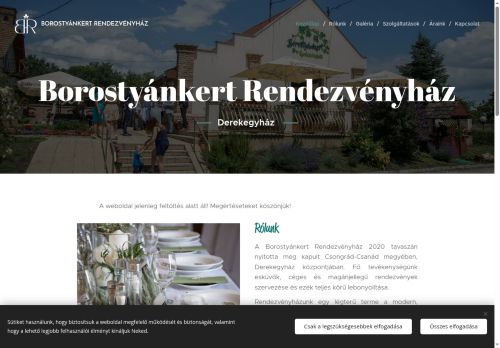 BR
BOROSTYÁNKERT RENDEZVÉNYHÁZ
Kezdőlap / Rólunk / Galéria / Szolgáltatások / Áraink / Kapcsolat
Borostyánkert Rendezvényház
Derekegyház
A weboldal jelenleg feltöltés alatt áll! Megértéseteket köszönjük!
Rólunk
A Borostyánkert Rendezvényház 2020 tavaszán
nyitotta meg kapuit Csongrád-Csanád megyében,
Derekegyház központjában. Fő tevékenységünk
esküvők, céges és magánjellegű rendezvények
szervezése és ezek teljes körű lebonyolítása.
Rendezvényházunk egy légterű terme a modern,
Sütiket használunk, hogy biztosítsuk a weboldal megfelelő működését és biztonságát, valamint
hogy a lehető legjobb felhasználói élményt kínáljuk Neked.
Csak a legszükségesebbek elfogadása
Összes elfogadása